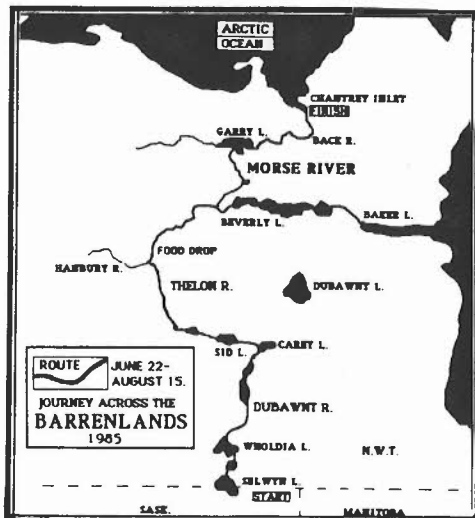 ARCTIC
OCEAN
CHANTREY INLET
FINISH
GARRY L.
BACK R.
MORSE RIVER
BEVERLY L.
BAKER L.
FOOD DROP
HANBURY R.
THELON R.
DUBAWNT L.
SID L.
CAREY L.
ROUTE
JUNE 22-
AUGUST 15.
JOURNEY ACROSS THE
BARRENLANDS
1985
DUBAWNT R.
WHOLDIA L.
N.W.T.
SELWYN L.
START
SASK.
MANITOBA